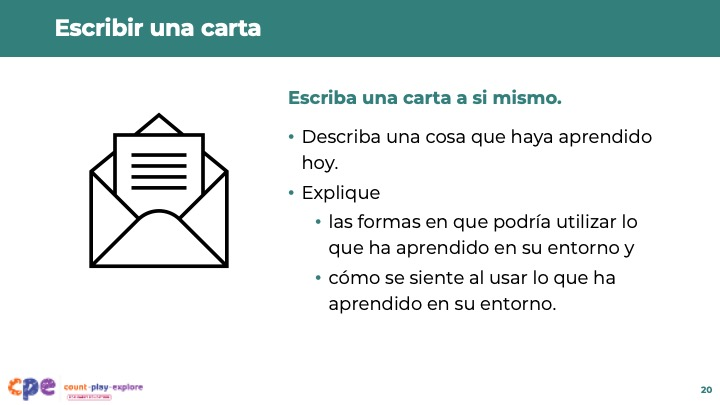 Escribir una carta
Escriba una carta a si mismo.
• Describa una cosa que haya aprendido
hoy.
• Explique
• las formas en que podría utilizar lo
que ha aprendido en su entorno y
• cómo se siente al usar lo que ha
aprendido en su entorno.
cpe count-play-explore
20